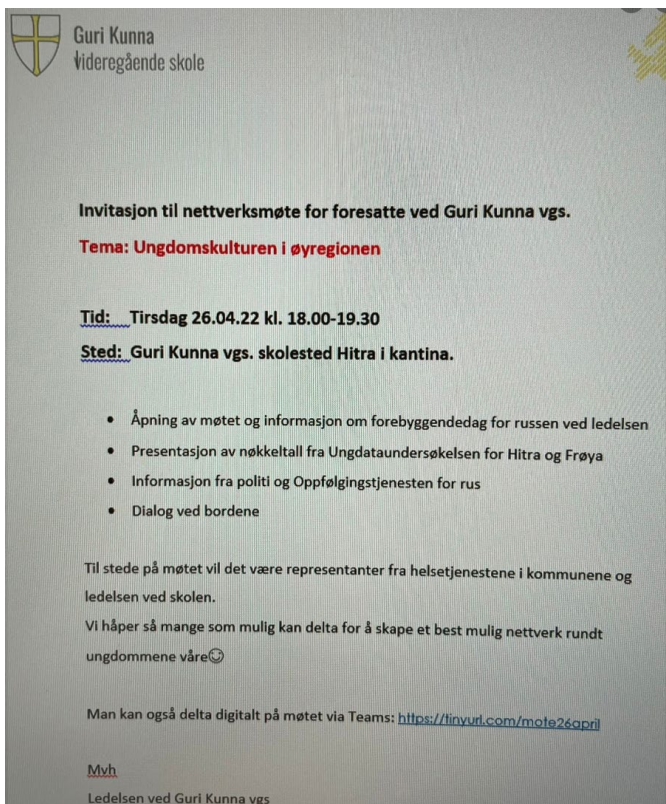 Guri Kunna
videregående skole
Invitasjon til nettverksmøte for foresatte ved Guri Kunna vgs.
Tema: Ungdomskulturen i øyregionen
Tid: Tirsdag 26.04.22 kl. 18.00-19.30
Sted: Guri Kunna vgs. skolested Hitra i kantina.
• Åpning av møtet og informasjon om forebyggendedag for russen ved ledelsen
• Presentasjon av nøkkeltall fra Ungdataundersøkelsen for Hitra og Frøya
• Informasjon fra politi og Oppfølgingstjenesten for rus
• Dialog ved bordene
Til stede på møtet vil det være representanter fra helsetjenestene i kommunene og
ledelsen ved skolen.
Vi håper så mange som mulig kan delta for å skape et best mulig nettverk rundt
ungdommene våre☺
Man kan også delta digitalt på møtet via Teams: https://tinyurl.com/mote26april
Mvh
Ledelsen ved Guri Kunna vgs